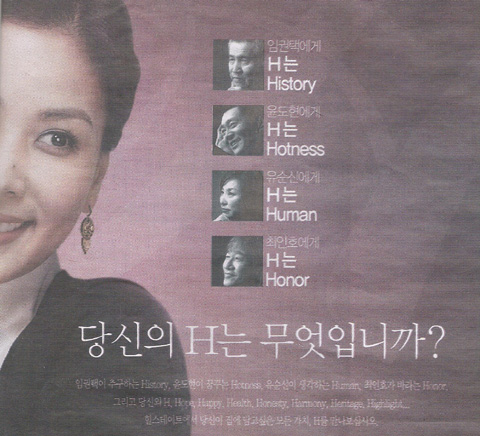 임권택에게
H는
History
윤도현에게
H는
Hotness
유순신에게
H는
Human
최인호에게
H는
Honor
당신의 H는 무엇입니까?
임권택이 추구하는 History, 윤도현이 꿈꾸는 Hotness, 유순신이 생각하는 Human, 최인호가 바라는 Honor,
그리고 당신의 H, Hope, Happy, Health, Honesty, Harmony, Heritage, Highlight...
힐스테이트에서 당신이 집에 담고싶은 모든 가치, H를 만나보십시오.